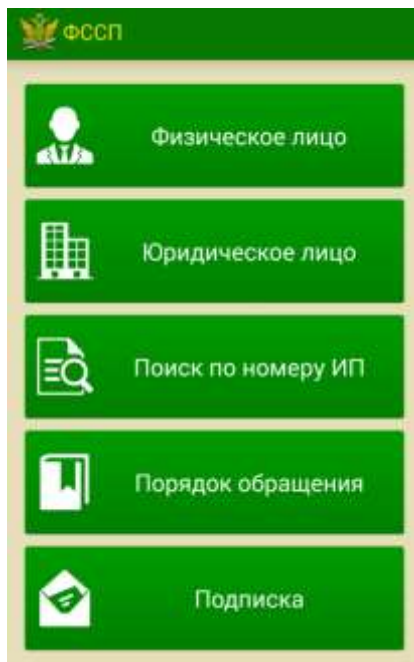 ФССП
Физическое лицо
Юридическое лицо
Поиск по номеру ИП
Порядок обращения
Подписка